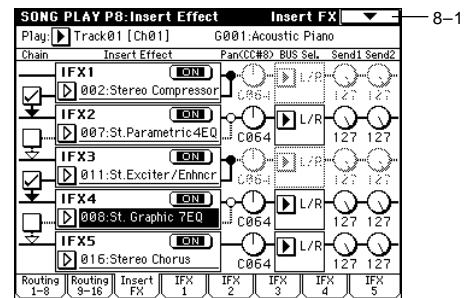 SONG PLAY P8:Insert Effect Insert FX 8–1
Play: Track01 [Ch01] G001:Acoustic Piano
Chain Insert Effect Pan(CC#8) BUS Sel. Send1 Send2
IFX1 ON
002:Stereo Compressor C064 L/R 127 127
IFX2 ON
007:St.Parametric4EQ C064 L/R 127 127
IFX3 ON
011:St.Exciter/Enhncr C064 L/R 127 127
IFX4 ON
008:St. Graphic 7EQ C064 L/R 127 127
IFX5 ON
016:Stereo Chorus C064 L/R 127 127
Routing 1-8 Routing 9-16 Insert FX IFX 1 IFX 2 IFX 3 IFX 4 IFX 5